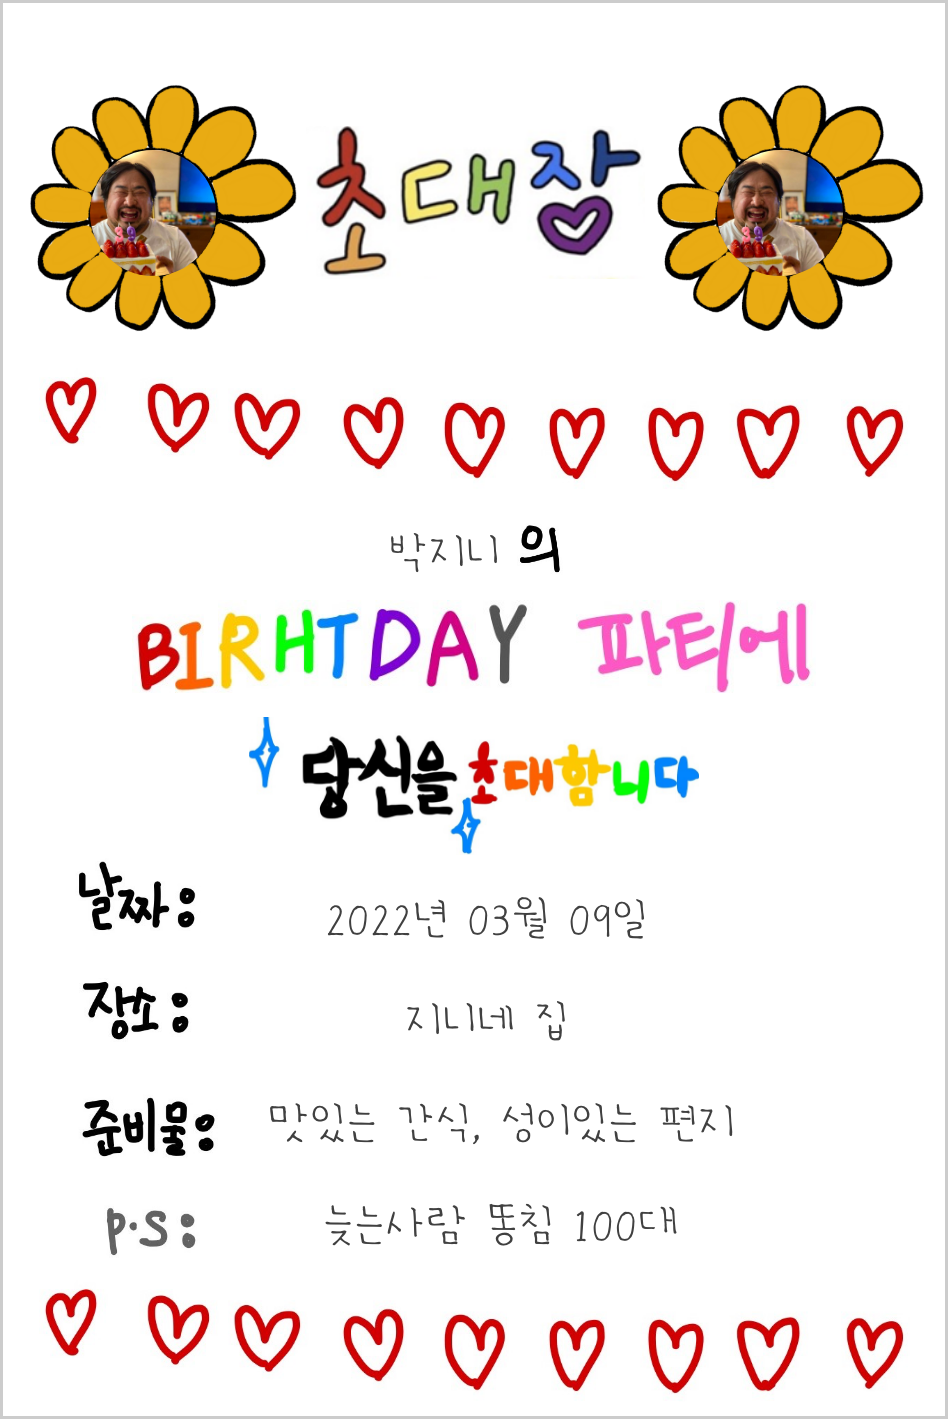 초대장
박지니 의
BIRHTDAY 파티에
당신을 초대합니다
날짜: 2022년 03월 09일
장소: 지니네 집
준비물: 맛있는 간식, 성이있는 편지
p.s: 늦는사람 똥침 100대